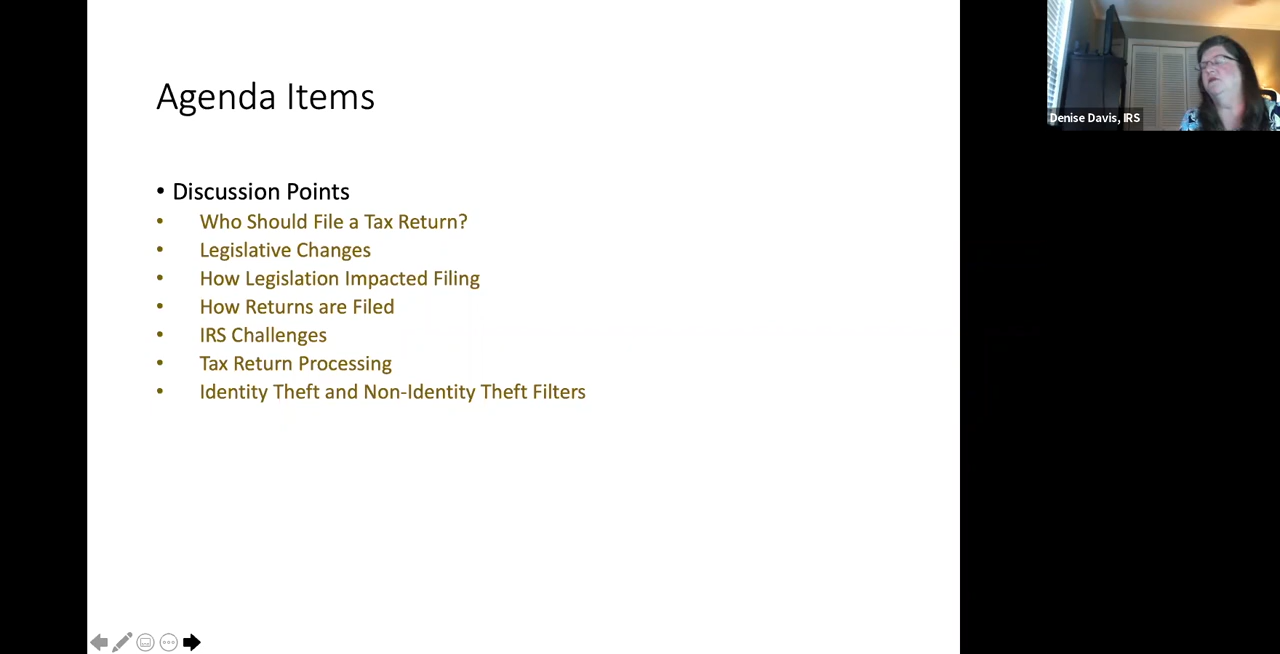 Agenda Items
• Discussion Points
• Who Should File a Tax Return?
• Legislative Changes
• How Legislation Impacted Filing
• How Returns are Filed
• IRS Challenges
• Tax Return Processing
• Identity Theft and Non-Identity Theft Filters
Denise Davis, IRS